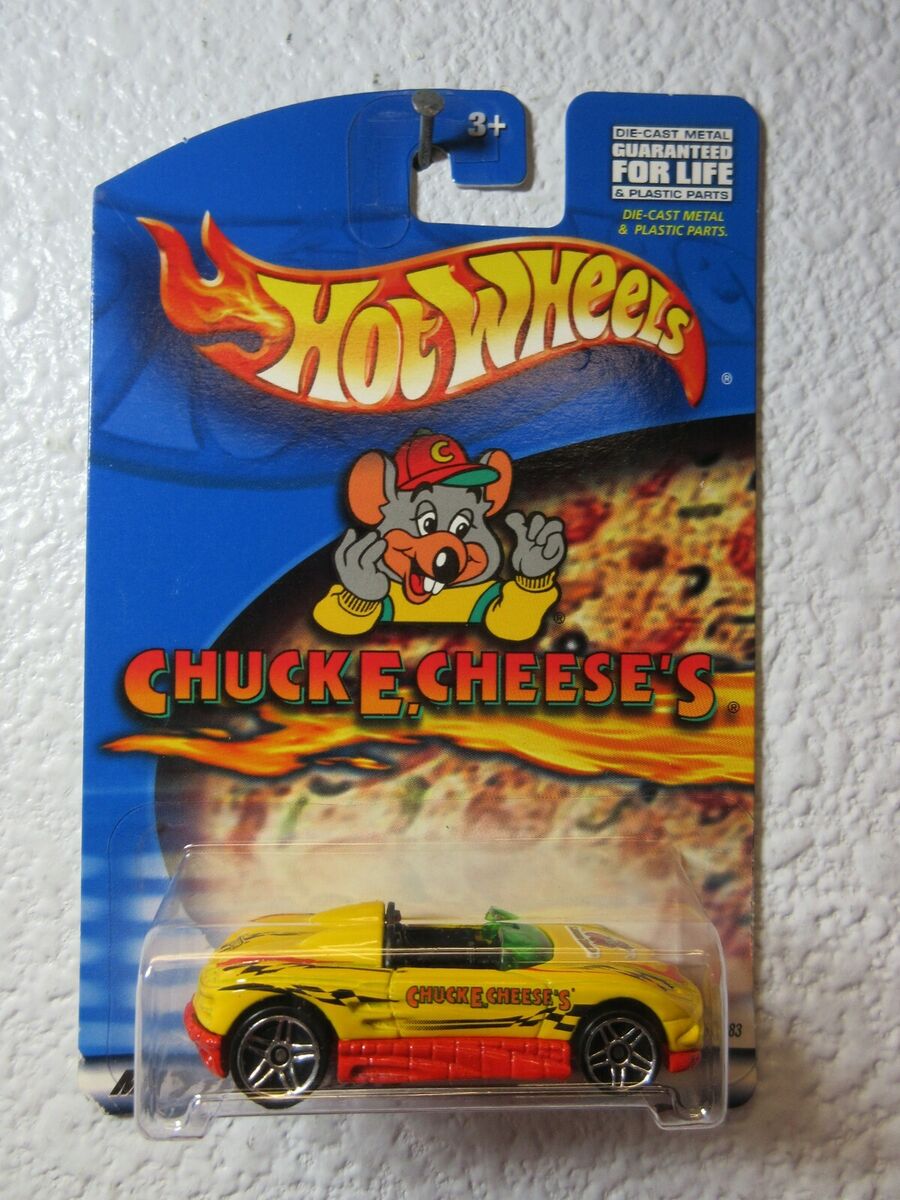 3+
DIE-CAST METAL
GUARANTEED
FOR LIFE
& PLASTIC PARTS
DIE-CAST METAL
& PLASTIC PARTS.
HOT WHEELS
®
C
®
CHUCK E. CHEESE'S
®
CHUCK E. CHEESE'S
83